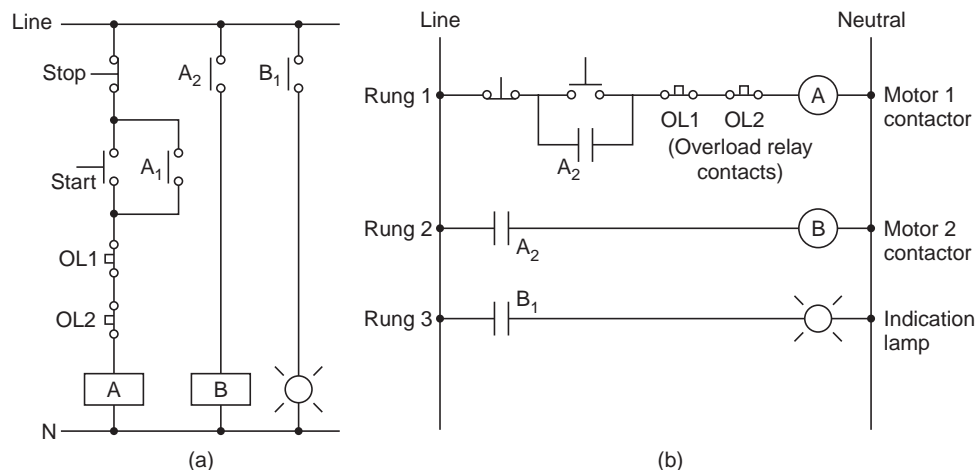 Line
Stop
A2
B1
Start
A1
OL1
OL2
A
B
N
(a)
Line
Neutral
Rung 1
OL1
OL2
A
Motor 1
contactor
A2
(Overload relay
contacts)
Rung 2
A2
B
Motor 2
contactor
Rung 3
B1
Indication
lamp
(b)